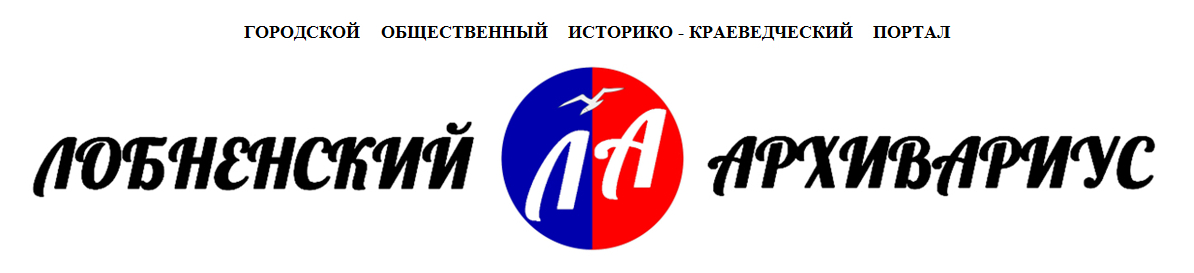 ГОРОДСКОЙ ОБЩЕСТВЕННЫЙ ИСТОРИКО - КРАЕВЕДЧЕСКИЙ ПОРТАЛ
ЛОБНЕНСКИЙ ЛА АРХИВАРИУС